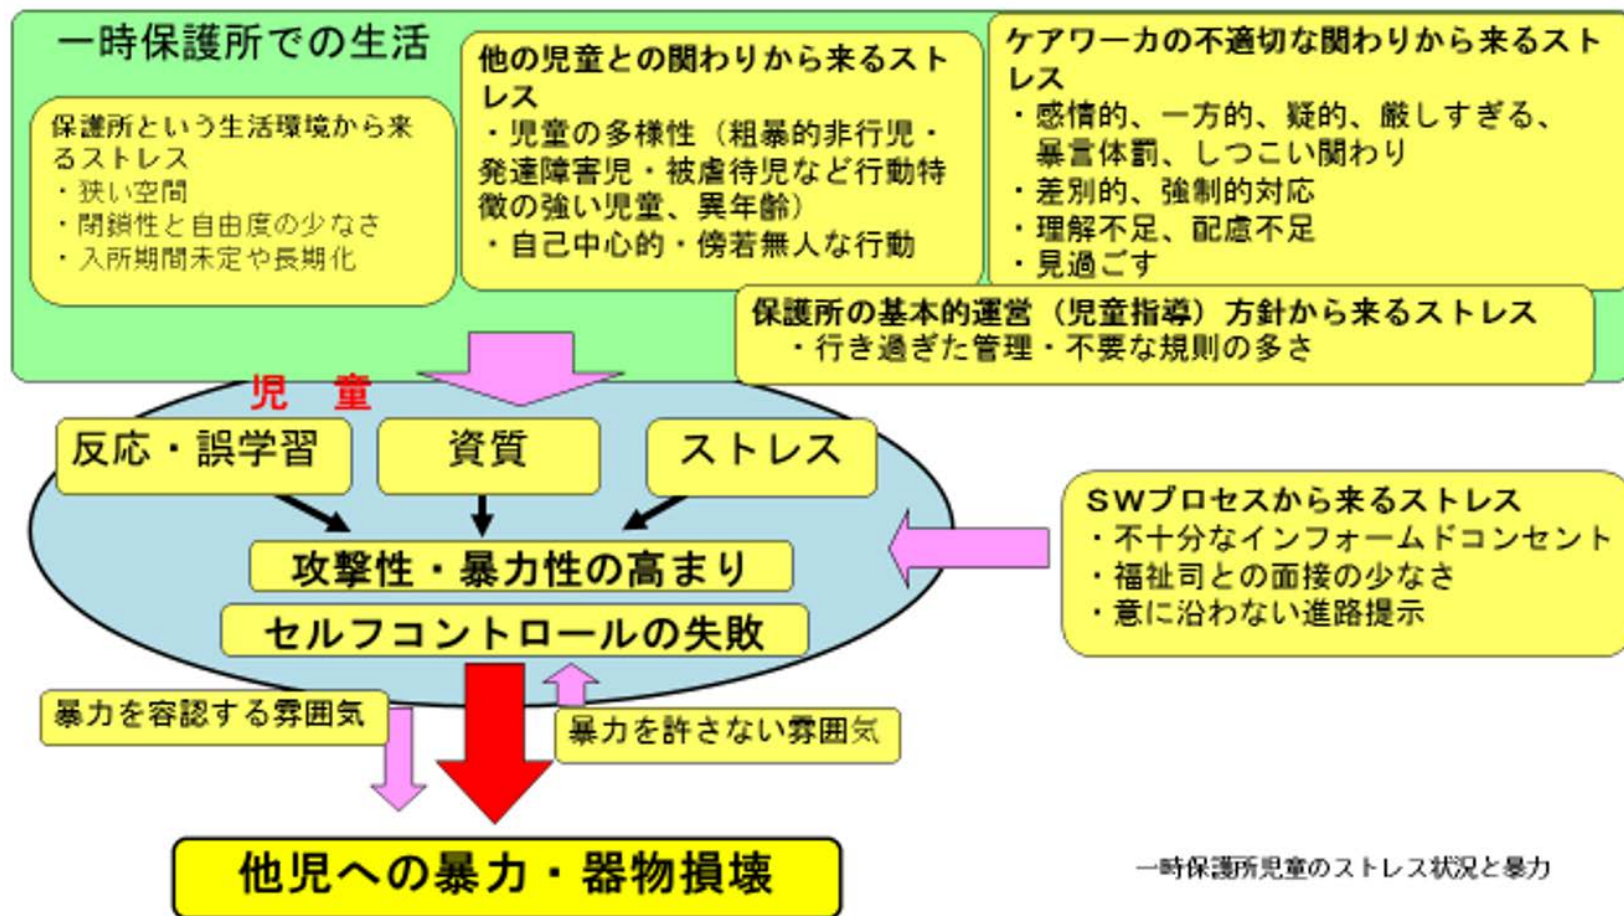 一時保護所での生活
保護所という生活環境から来
るストレス
・狭い空間
・閉鎖性と自由度の少なさ
・入所期間未定や長期化
他の児童との関わりから来るスト
レス
・児童の多様性（粗暴的非行児・
発達障害児・被虐待児など行動特
徴の強い児童、異年齢）
・自己中心的・傍若無人な行動
ケアワーカの不適切な関わりから来るスト
レス
・感情的、一方的、疑的、厳しすぎる、
暴言体罰、しつこい関わり
・差別的、強制的対応
・理解不足、配慮不足
・見過ごす
保護所の基本的運営（児童指導）方針から来るストレス
・行き過ぎた管理・不要な規則の多さ
児　童
反応・誤学習
資質
ストレス
攻撃性・暴力性の高まり
セルフコントロールの失敗
SWプロセスから来るストレス
・不十分なインフォームドコンセント
・福祉司との面接の少なさ
・意に沿わない進路提示
暴力を容認する雰囲気
暴力を許さない雰囲気
他児への暴力・器物損壊
一時保護所児童のストレス状況と暴力